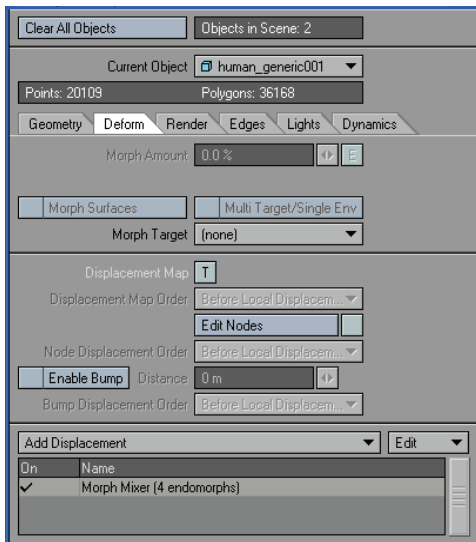 Clear All Objects Objects in Scene: 2
Current Object human_generic001
Points: 20109 Polygons: 36168
Geometry Deform Render Edges Lights Dynamics
Morph Amount 0.0 % E
Morph Surfaces Multi Target/Single Env
Morph Target (none)
Displacement Map T
Displacement Map Order Before Local Displacem...
Edit Nodes
Node Displacement Order Before Local Displacem...
Enable Bump Distance 0 m
Bump Displacement Order Before Local Displacem...
Add Displacement Edit
On Name
Morph Mixer (4 endomorphs)